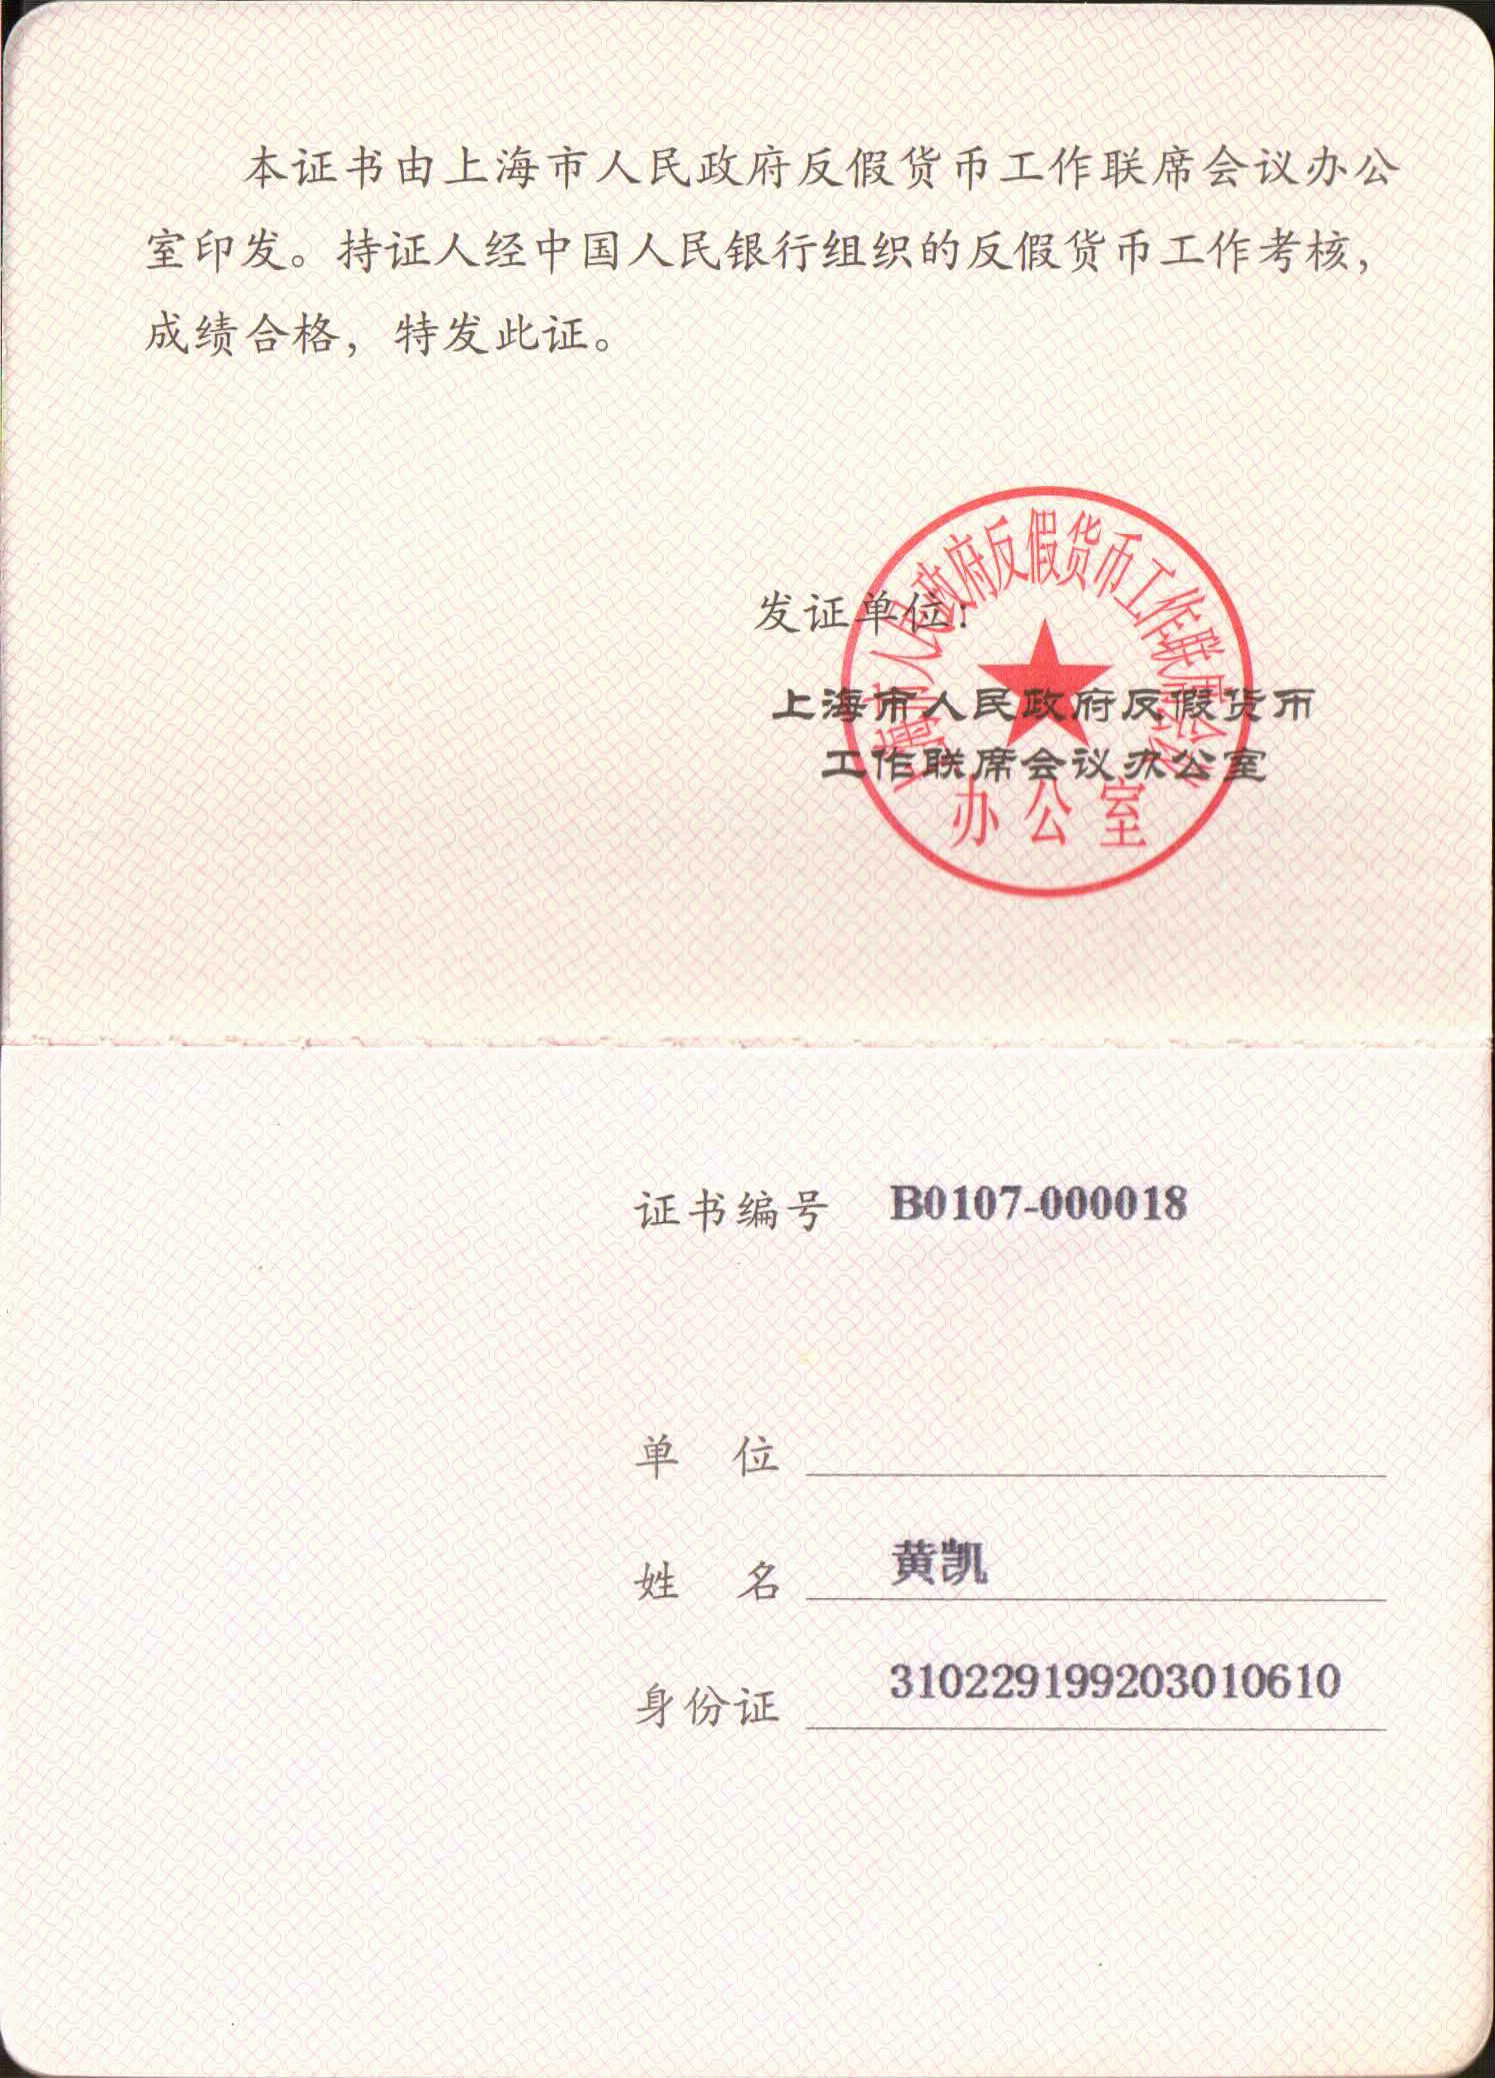 本证书由上海市人民政府反假货币工作联席会议办公
室印发。持证人经中国人民银行组织的反假货币工作考核，
成绩合格，特发此证。
发证单位：
上海市人民政府反假货币工作联席会议
上海市人民政府反假货币
工作联席会议办公室
办公室
证书编号 B0107-000018
单 位
姓 名 黄凯
身份证 310229199203010610